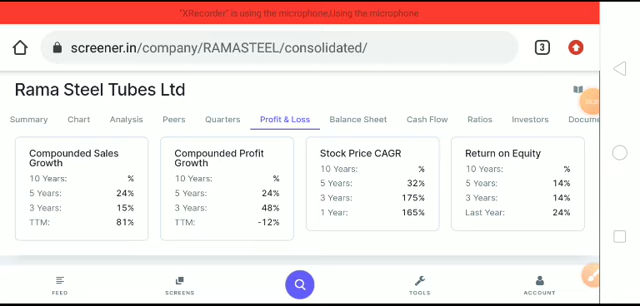 "XRecorder" is using the microphone,Using the microphone
screener.in/company/RAMASTEEL/consolidated/
3
Rama Steel Tubes Ltd
Summary Chart Analysis Peers Quarters Profit & Loss Balance Sheet Cash Flow Ratios Investors Docume
Compounded Sales Growth
10 Years: %
5 Years: 24%
3 Years: 15%
TTM: 81%
Compounded Profit Growth
10 Years: %
5 Years: 24%
3 Years: 48%
TTM: -12%
Stock Price CAGR
10 Years: %
5 Years: 32%
3 Years: 175%
1 Year: 165%
Return on Equity
10 Years: %
5 Years: 14%
3 Years: 14%
Last Year: 24%
FEED SCREENS TOOLS ACCOUNT